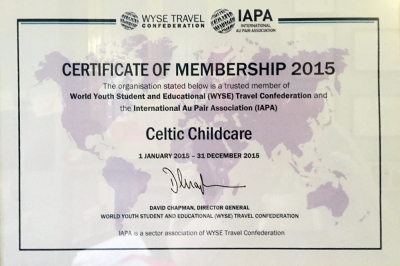 WYSE TRAVEL
CONFEDERATION
IAPA
INTERNATIONAL
AU PAIR ASSOCIATION
CERTIFICATE OF MEMBERSHIP 2015
The organisation stated below is a trusted member of
World Youth Student and Educational (WYSE) Travel Confederation and
the International Au Pair Association (IAPA)
Celtic Childcare
1 JANUARY 2015 – 31 DECEMBER 2015
DAVID CHAPMAN, DIRECTOR GENERAL
WORLD YOUTH STUDENT AND EDUCATIONAL (WYSE) TRAVEL CONFEDERATION
IAPA is a sector association of WYSE Travel Confederation